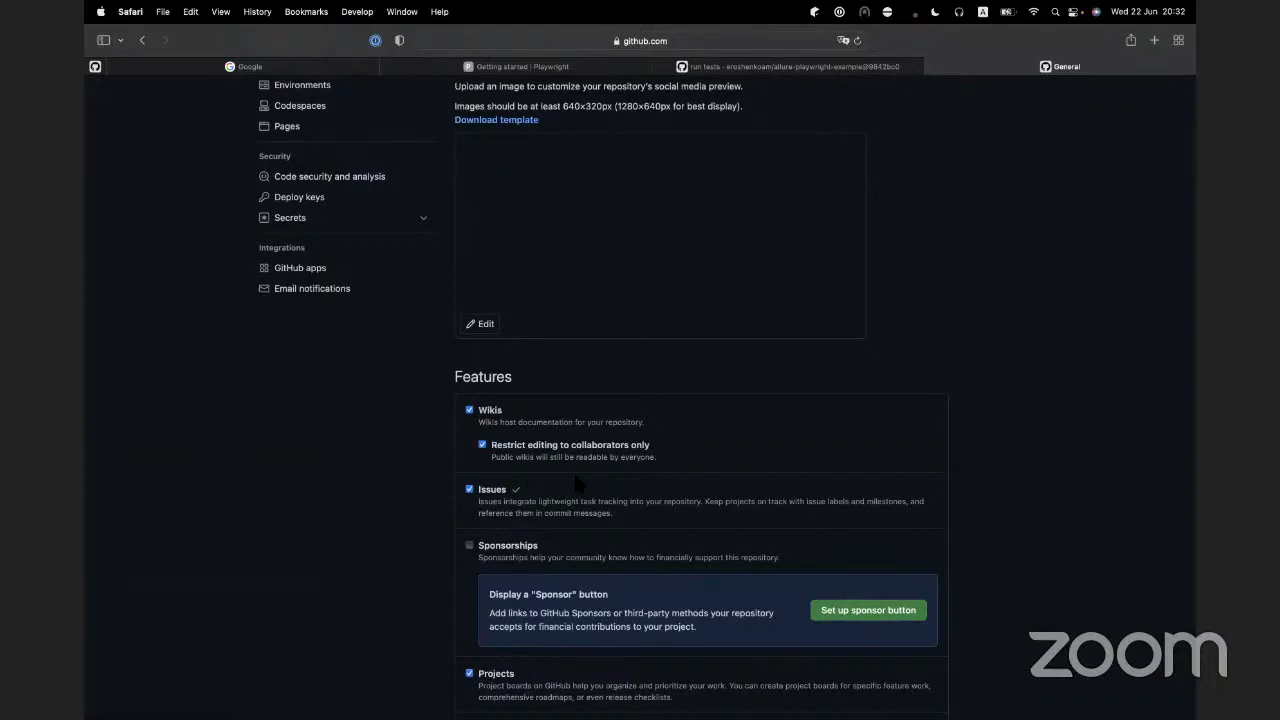 Safari File Edit View History Bookmarks Develop Window Help
A
Wed 22 Jun 20:32
github.com
Google
Getting started | Playwright
run tests · eroshenkoam/allure-playwright-example@9842bc0
General
Environments
Codespaces
Pages
Security
Code security and analysis
Deploy keys
Secrets
Integrations
GitHub apps
Email notifications
Upload an image to customize your repository's social media preview.
Images should be at least 640×320px (1280×640px for best display).
Download template
Edit
Features
Wikis
Wikis host documentation for your repository.
Restrict editing to collaborators only
Public wikis will still be readable by everyone.
Issues
Issues integrate lightweight task tracking into your repository. Keep projects on track with issue labels and milestones, and
reference them in commit messages.
Sponsorships
Sponsorships help your community know how to financially support this repository.
Display a "Sponsor" button
Add links to GitHub Sponsors or third-party methods your repository
accepts for financial contributions to your project.
Set up sponsor button
Projects
Project boards on GitHub help you organize and prioritize your work. You can create project boards for specific feature work,
comprehensive roadmaps, or even release checklists.
zoom